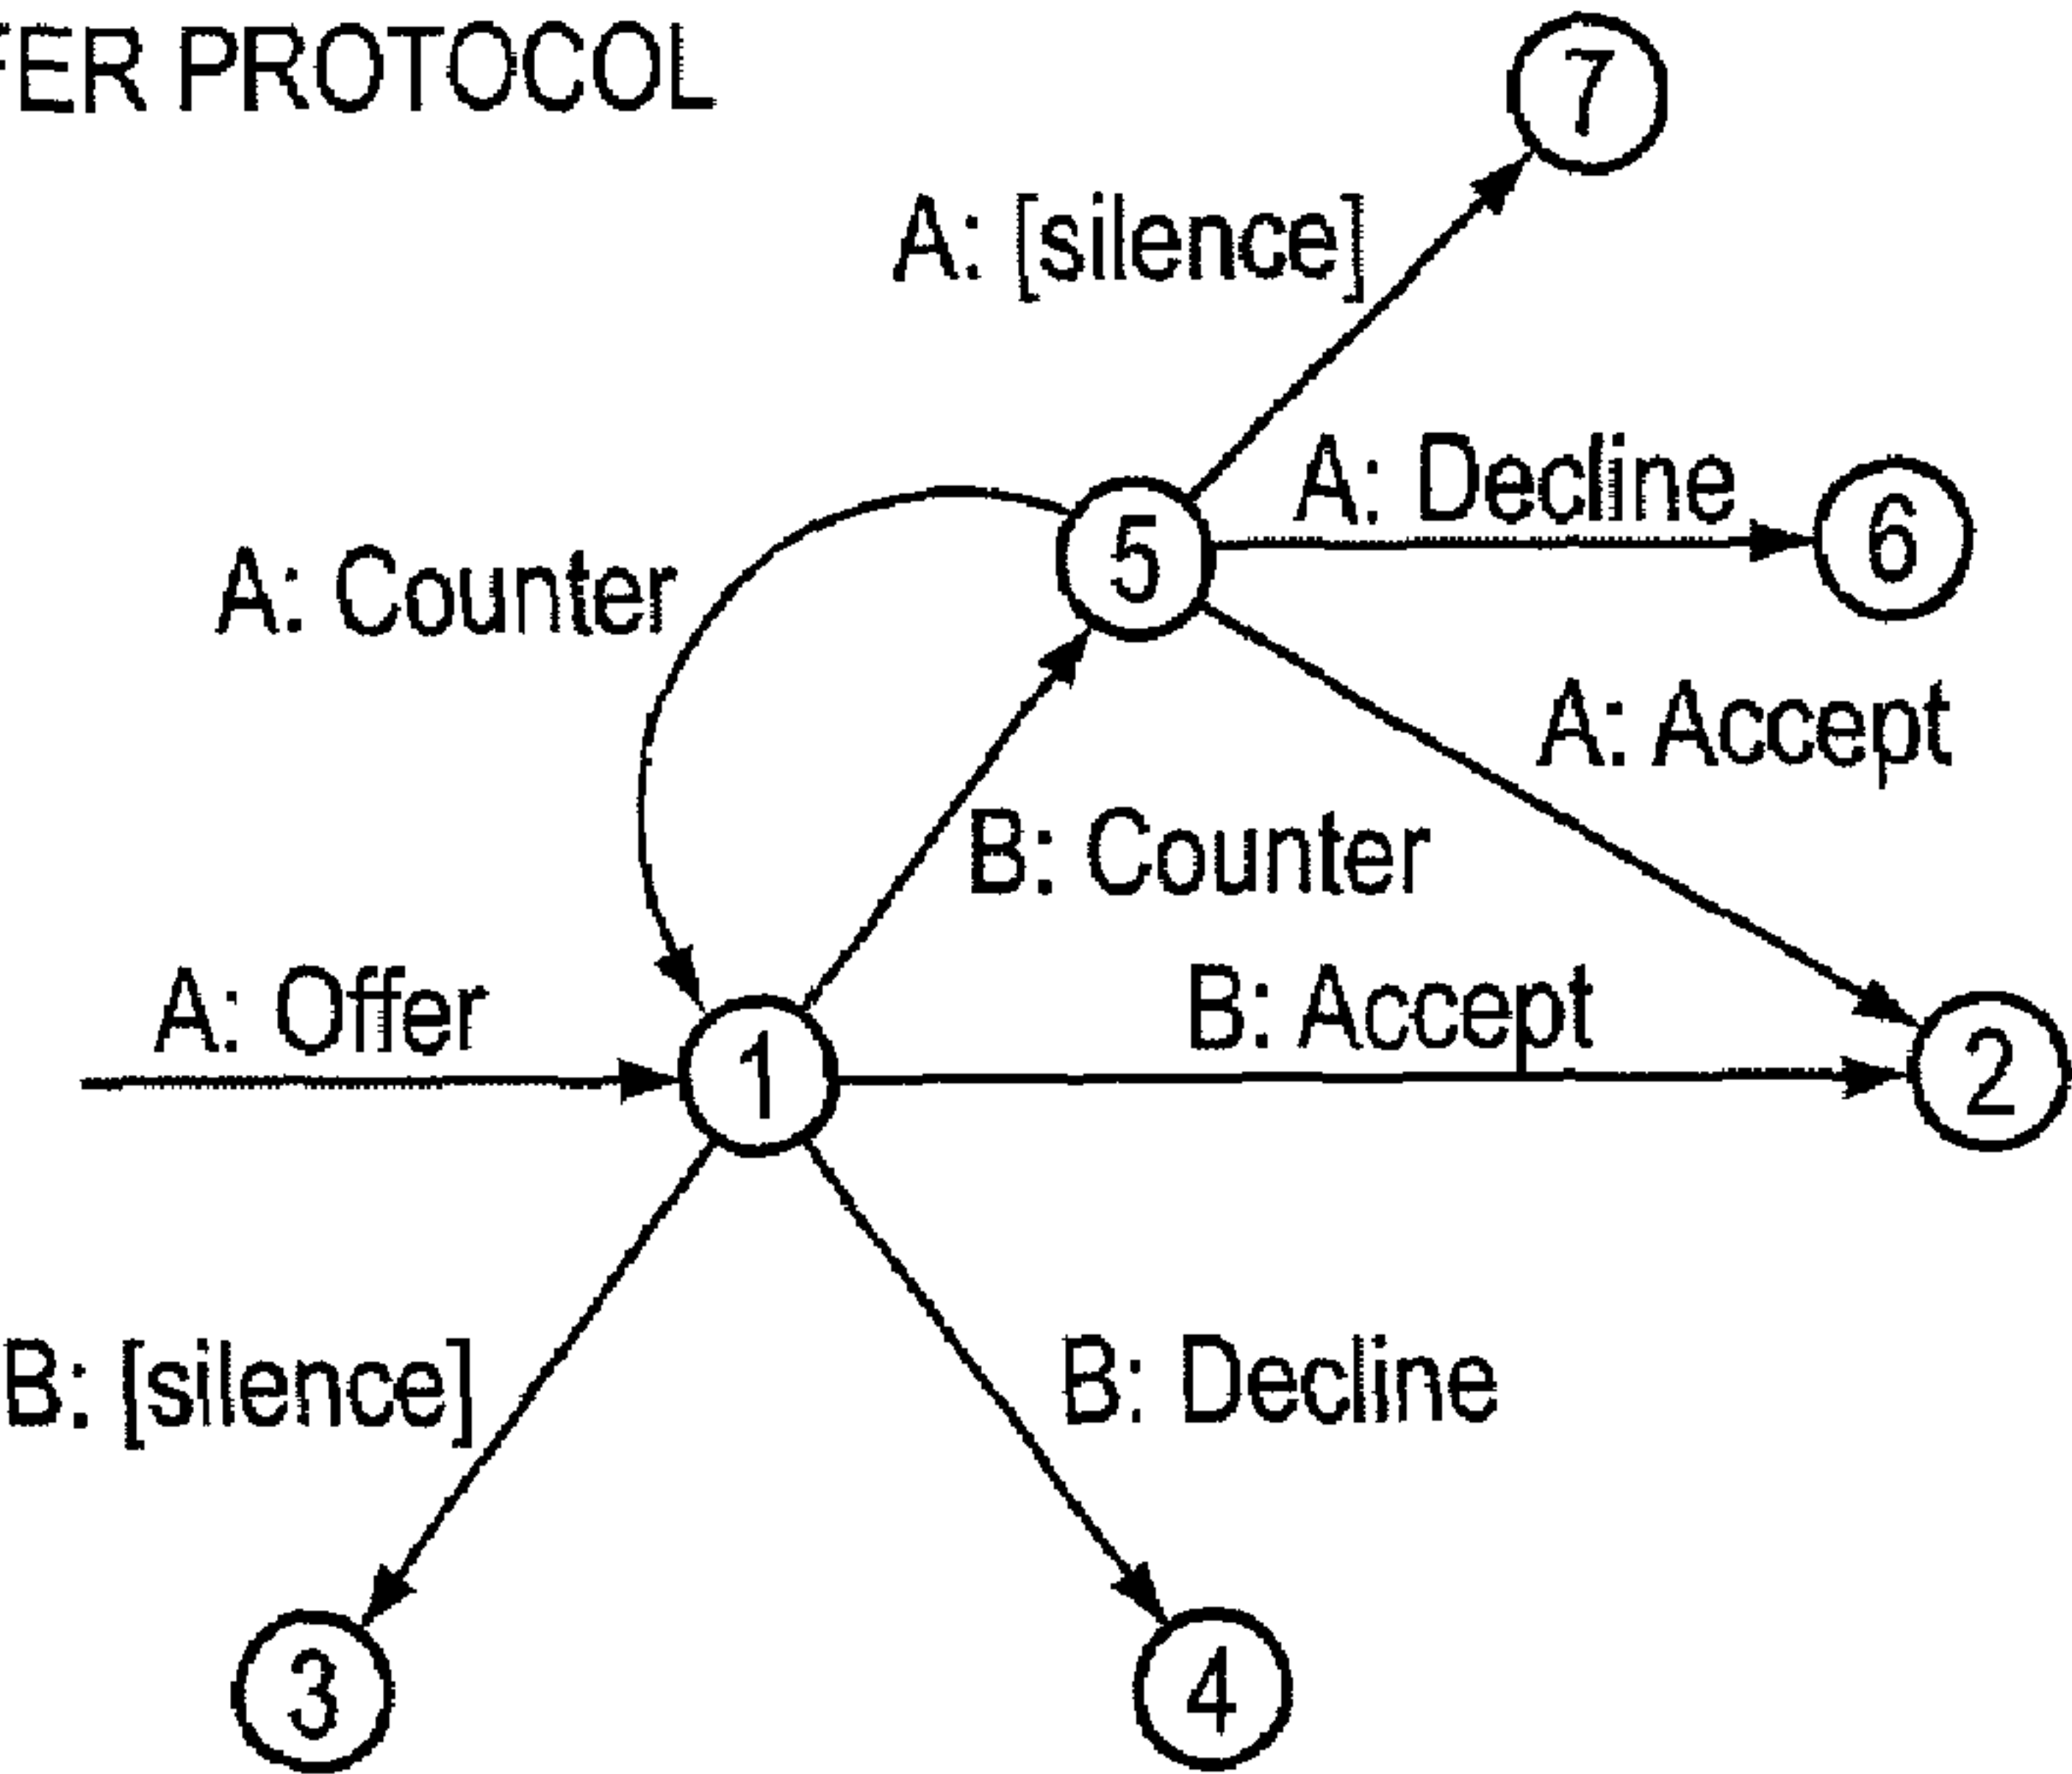 FER PROTOCOL
7
A: [silence]
A: Decline
5
6
A: Counter
A: Accept
B: Counter
A: Offer
B: Accept
1
2
B: [silence]
B: Decline
3
4